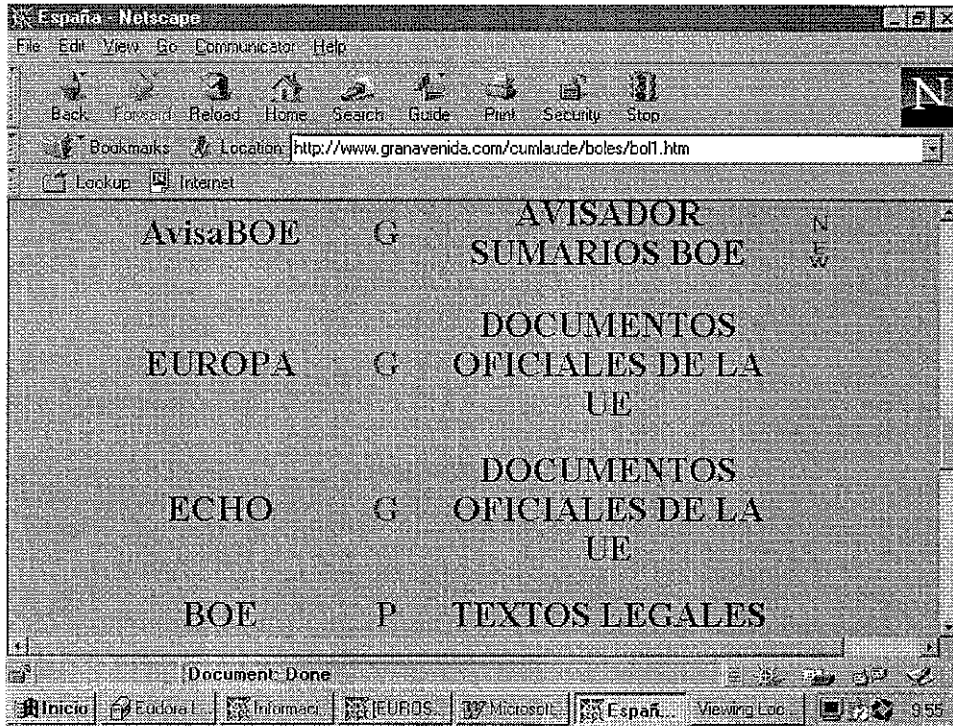 España - Netscape
File Edit View Go Communicator Help
Back Forward Reload Home Search Guide Print Security Stop
N
Bookmarks Location: http://www.granavenida.com/cumlaude/boles/bol1.htm
Lookup Internet
AvisaBOE G AVISADOR
SUMARIOS BOE
NEW
EUROPA G DOCUMENTOS
OFICIALES DE LA
UE
ECHO G DOCUMENTOS
OFICIALES DE LA
UE
BOE P TEXTOS LEGALES
Document: Done
Inicio Eudora L... Informaci... [EUROS... Microsoft... Españ... Viewing Loc... 9:55